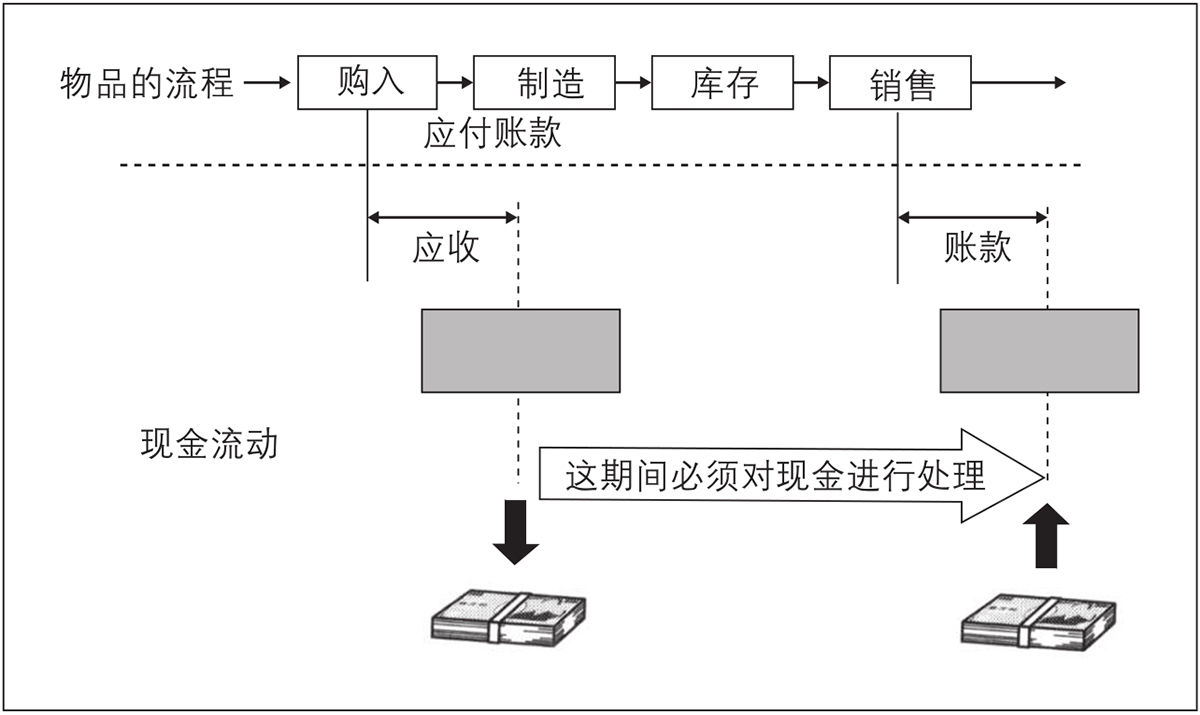 物品的流程
购入
制造
库存
销售
应付账款
应收
账款
现金流动
这期间必须对现金进行处理